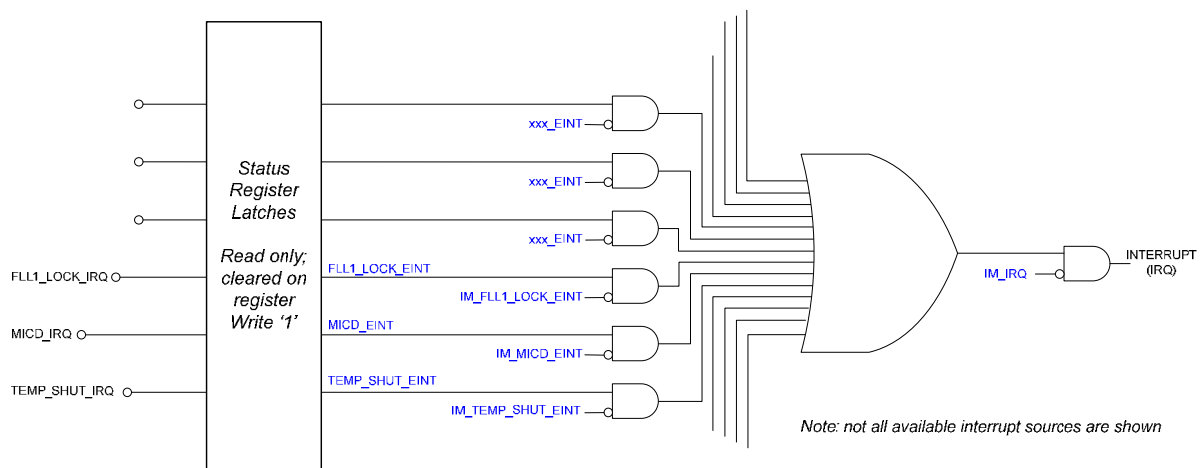 xxx_EINT
Status
Register
Latches
xxx_EINT
xxx_EINT
Read only;
cleared on
register
Write ‘1’
FLL1_LOCK_IRQ
FLL1_LOCK_EINT
IM_FLL1_LOCK_EINT
IM_IRQ
INTERRUPT
(IRQ)
MICD_IRQ
MICD_EINT
IM_MICD_EINT
TEMP_SHUT_IRQ
TEMP_SHUT_EINT
IM_TEMP_SHUT_EINT
Note: not all available interrupt sources are shown